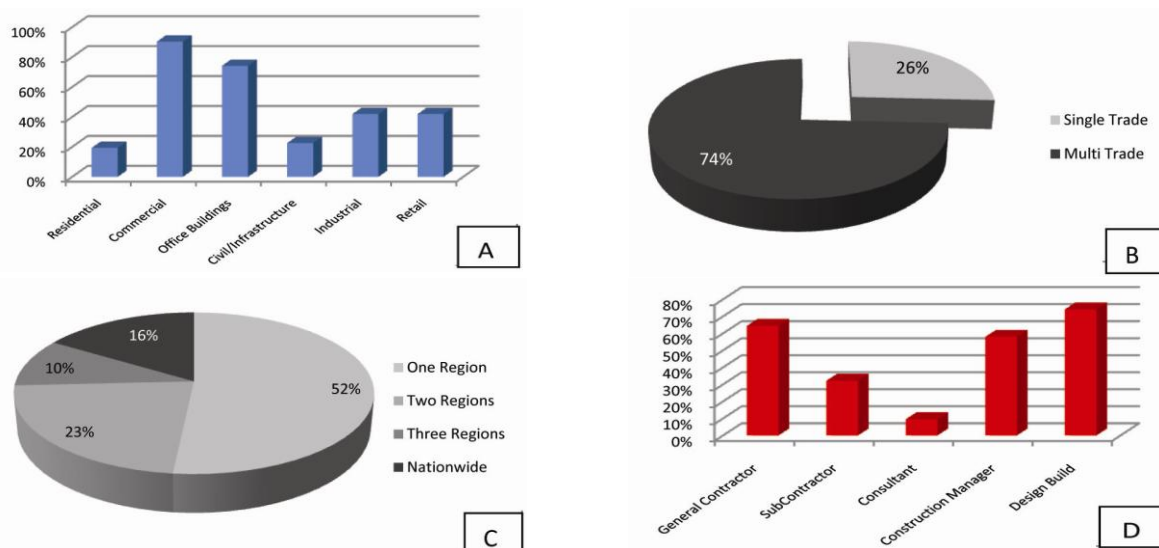 100%
80%
60%
40%
20%
0%
Residential
Commercial
Office Buildings
Civil/Infrastructure
Industrial
Retail
A
26%
74%
Single Trade
Multi Trade
B
16%
10%
23%
52%
One Region
Two Regions
Three Regions
Nationwide
C
80%
70%
60%
50%
40%
30%
20%
10%
0%
General Contractor
SubContractor
Consultant
Construction Manager
Design Build
D